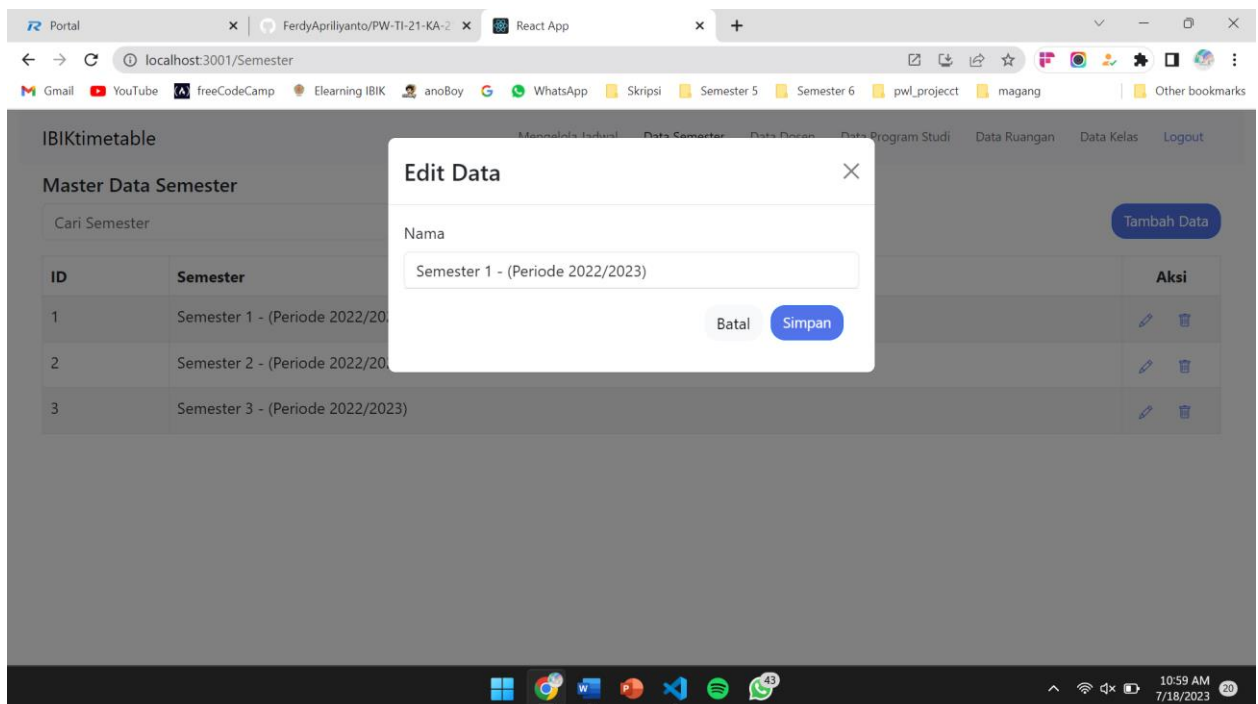 Portal
FerdyApriliyanto/PW-TI-21-KA-2
React App
localhost:3001/Semester
Gmail YouTube freeCodeCamp Elearning IBIK anoBoy WhatsApp Skripsi Semester 5 Semester 6 pwl_projecct magang Other bookmarks
IBIKtimetable Mengelola Jadwal Data Semester Data Dosen Data Program Studi Data Ruangan Data Kelas Logout
Master Data Semester
Cari Semester
Tambah Data
Edit Data
Nama
Semester 1 - (Periode 2022/2023)
Batal Simpan
ID Semester Aksi
1 Semester 1 - (Periode 2022/20
2 Semester 2 - (Periode 2022/20
3 Semester 3 - (Periode 2022/2023)
43
10:59 AM
7/18/2023
20